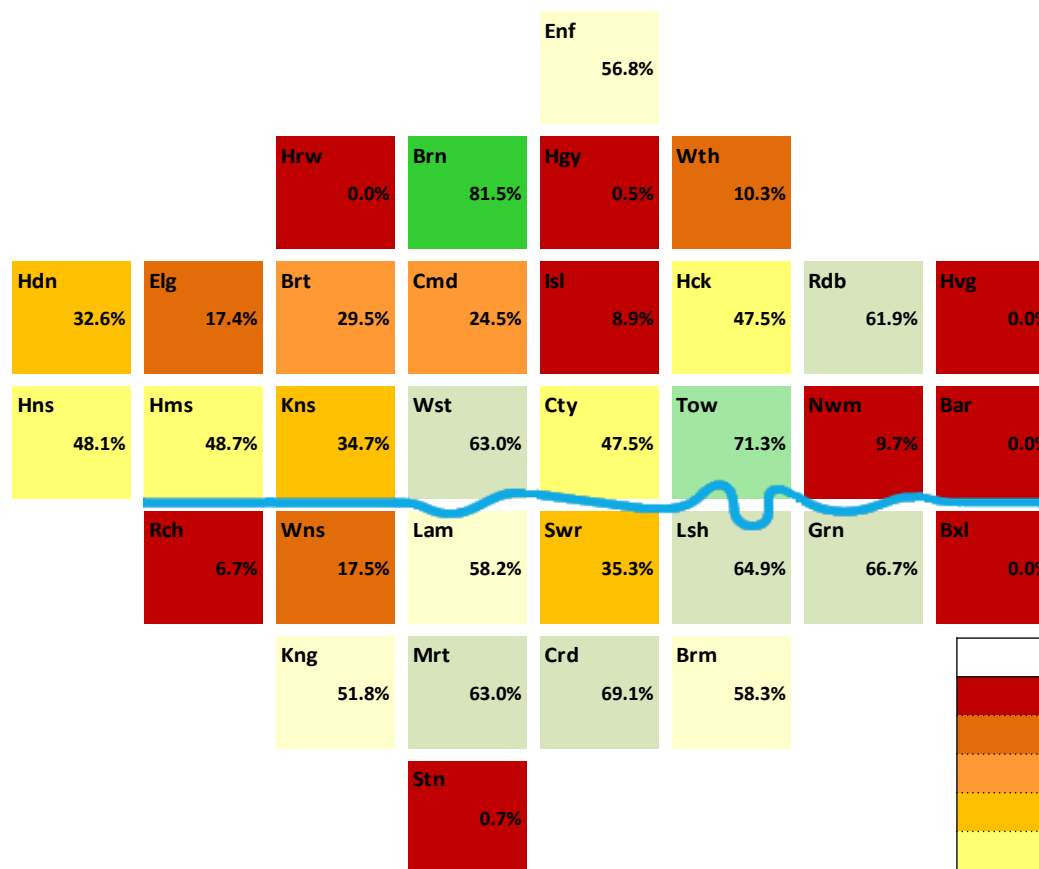 Enf
56.8%
Hrw Brn Hgy Wth
0.0% 81.5% 0.5% 10.3%
Hdn Elg Brt Cmd Isl Hck Rdb Hvg
32.6% 17.4% 29.5% 24.5% 8.9% 47.5% 61.9% 0.0%
Hns Hms Kns Wst Cty Tow Nwm Bar
48.1% 48.7% 34.7% 63.0% 47.5% 71.3% 9.7% 0.0%
Rch Wns Lam Swr Lsh Grn Bxl
6.7% 17.5% 58.2% 35.3% 64.9% 66.7% 0.0%
Kng Mrt Crd Brm
51.8% 63.0% 69.1% 58.3%
Stn
0.7%